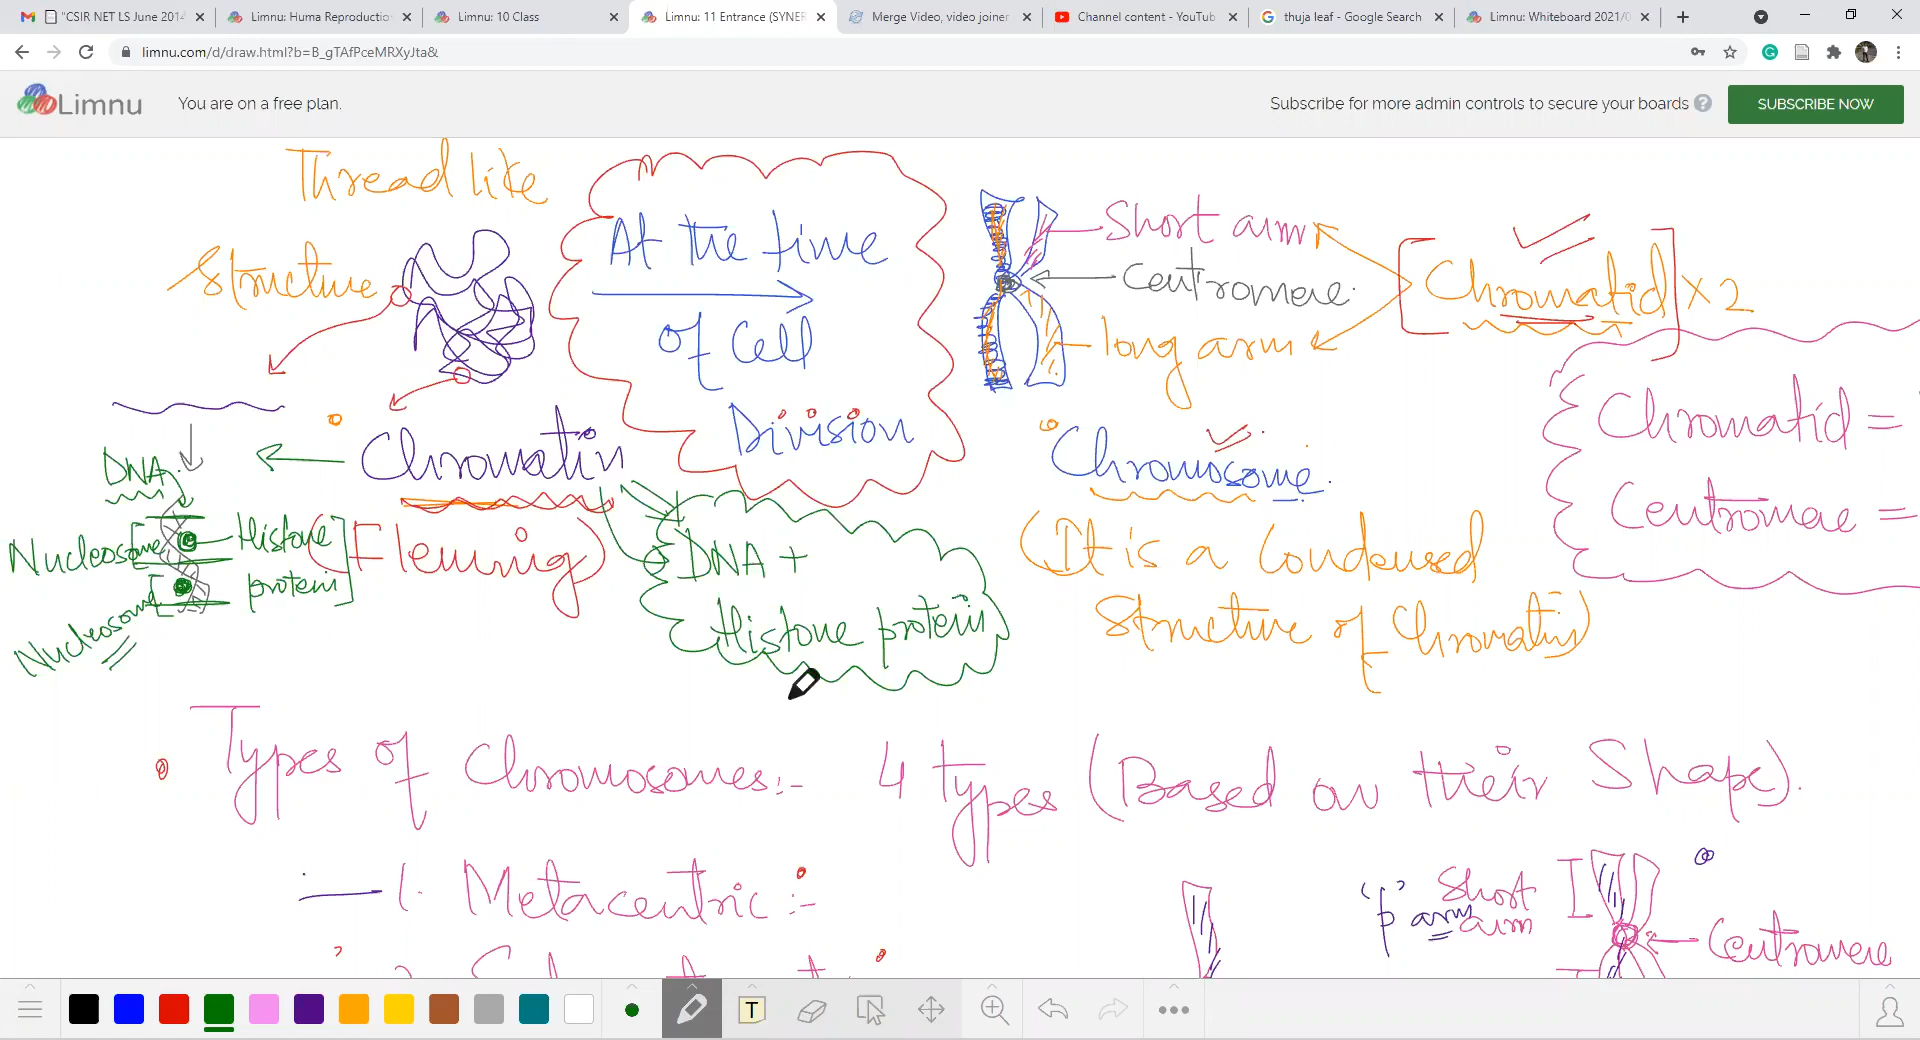 "CSIR NET LS June 2014
Limnu: Huma Reproductio
Limnu: 10 Class
Limnu: 11 Entrance (SYNER
Merge Video, video joiner
Channel content - YouTub
thuja leaf - Google Search
Limnu: Whiteboard 2021/0
limnu.com/d/draw.html?b=B_gTAfPceMRXyJta&
Limnu
You are on a free plan.
Subscribe for more admin controls to secure your boards
SUBSCRIBE NOW
Thread like
Structure
At the time
of Cell
Division
Short arm
Centromere
long arm
[Chromatid] × 2
Chromatid =
Centromere =
Chromatin
(Fleming)
DNA
Nucleosome
Histone
protein
Nucleosome
DNA +
Histone protein
Chromosome
(It is a Condensed
Structure of Chromatin)
Types of Chromosomes:- 4 types (Based on their Shape).
1. Metacentric:-
"p" arm
Short
arm
Centromere
T